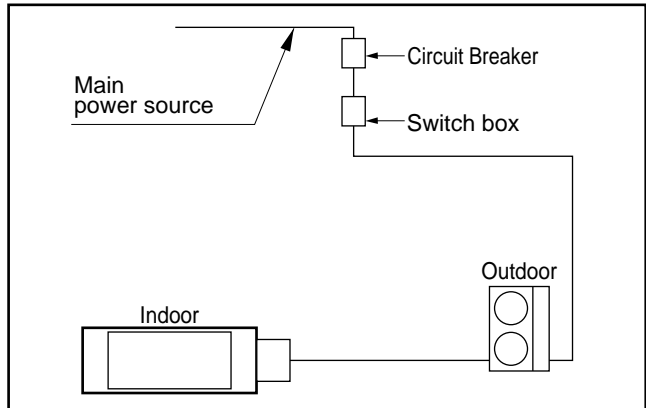 Circuit Breaker
Main
power source
Switch box
Outdoor
Indoor